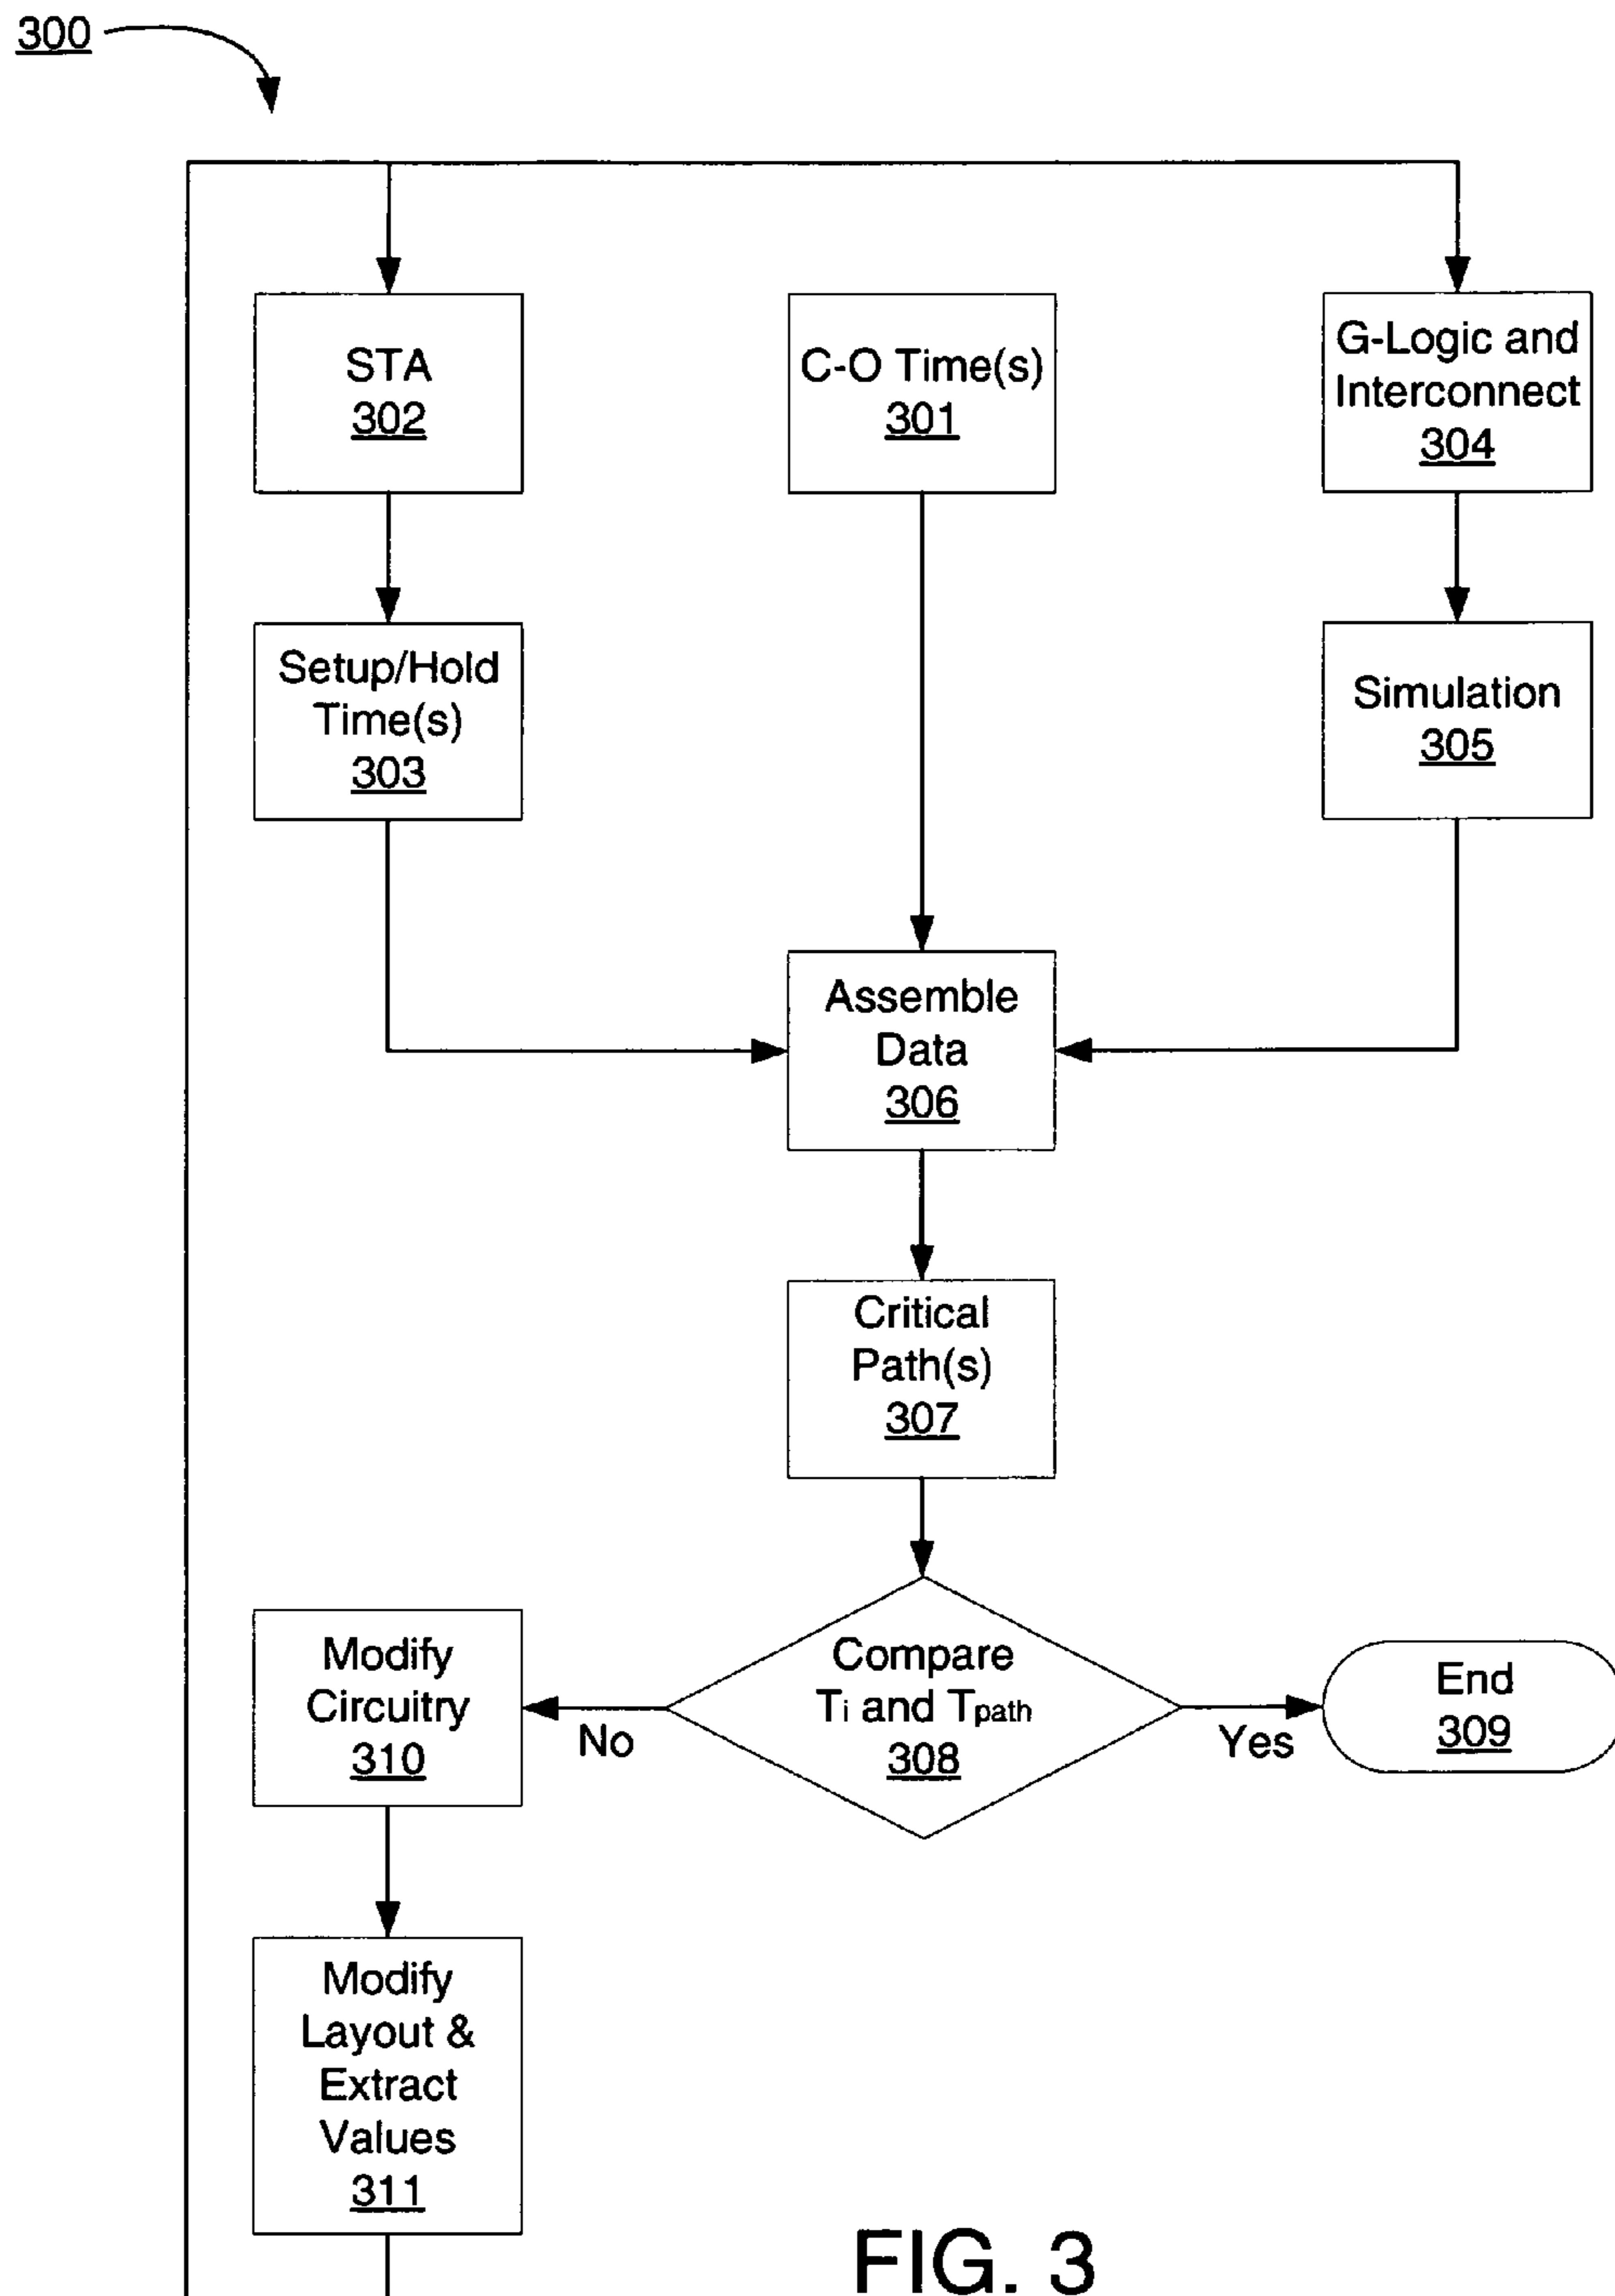 300
STA
302
C-O Time(s)
301
G-Logic and
Interconnect
304
Setup/Hold
Time(s)
303
Simulation
305
Assemble
Data
306
Critical
Path(s)
307
Compare
Ti and Tpath
308
No
Yes
End
309
Modify
Circuitry
310
Modify
Layout &
Extract
Values
311
FIG. 3